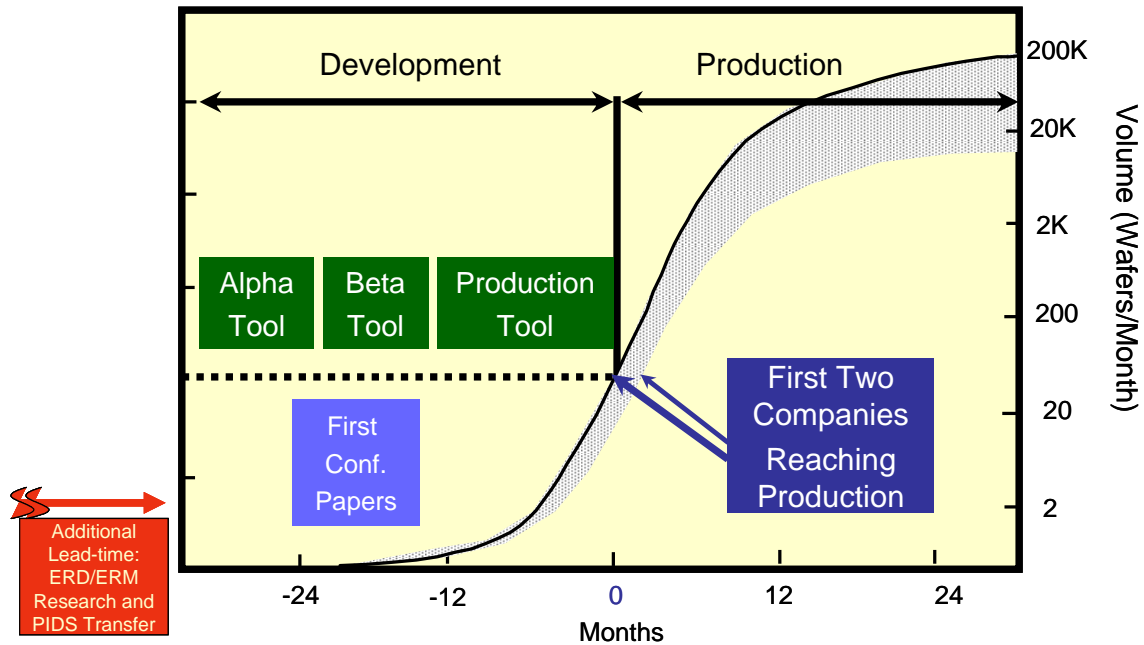 Development
Production
200K
20K
2K
200
20
2
Volume (Wafers/Month)
Alpha
Tool
Beta
Tool
Production
Tool
First
Conf.
Papers
First Two
Companies
Reaching
Production
Additional
Lead-time:
ERD/ERM
Research and
PIDS Transfer
-24
-12
0
12
24
Months